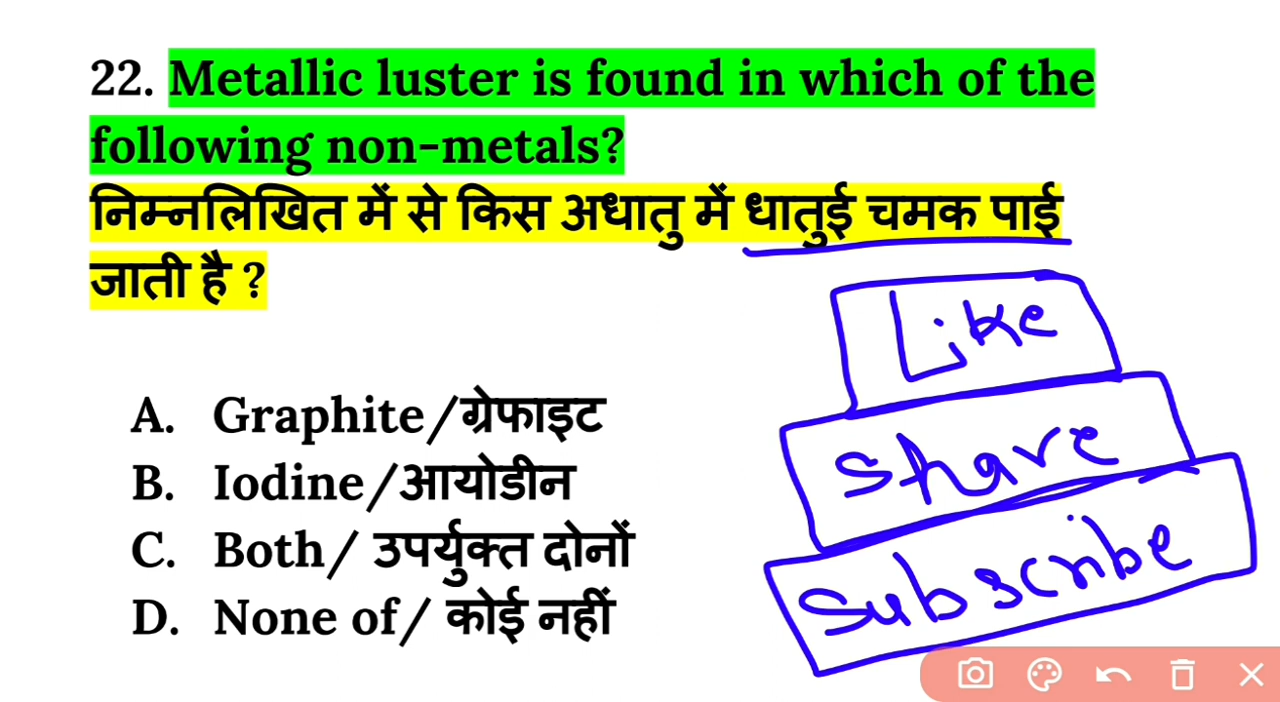 22. Metallic luster is found in which of the
following non-metals?
निम्नलिखित में से किस अधातु में धातुई चमक पाई
जाती है ?
Like
A. Graphite/ग्रेफाइट
Share
B. Iodine/आयोडीन
C. Both/ उपर्युक्त दोनों
Subscribe
D. None of/ कोई नहीं